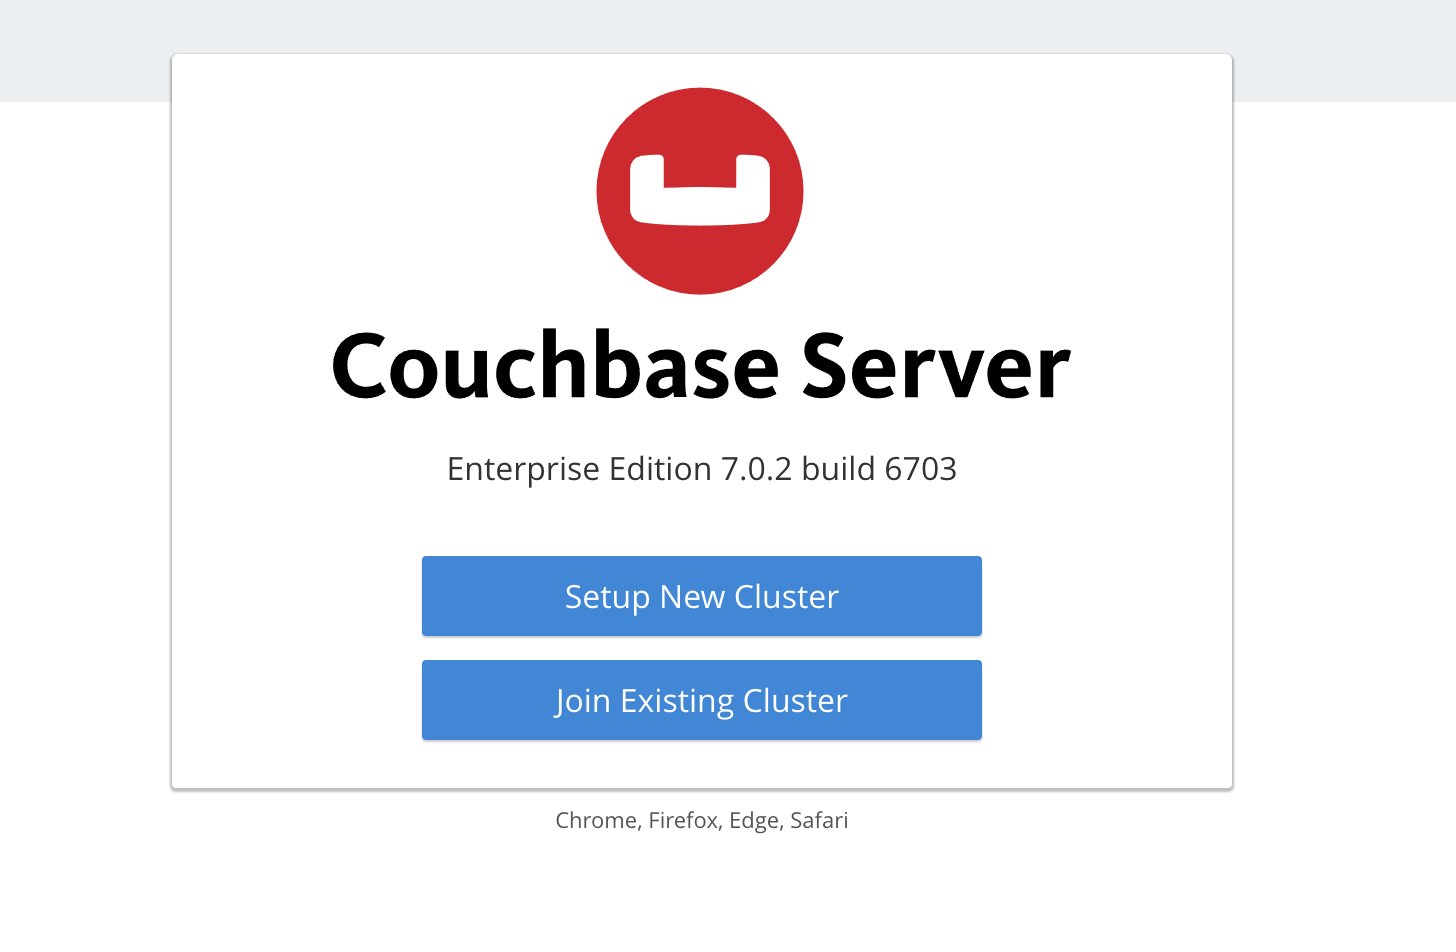 Couchbase Server
Enterprise Edition 7.0.2 build 6703
Setup New Cluster
Join Existing Cluster
Chrome, Firefox, Edge, Safari